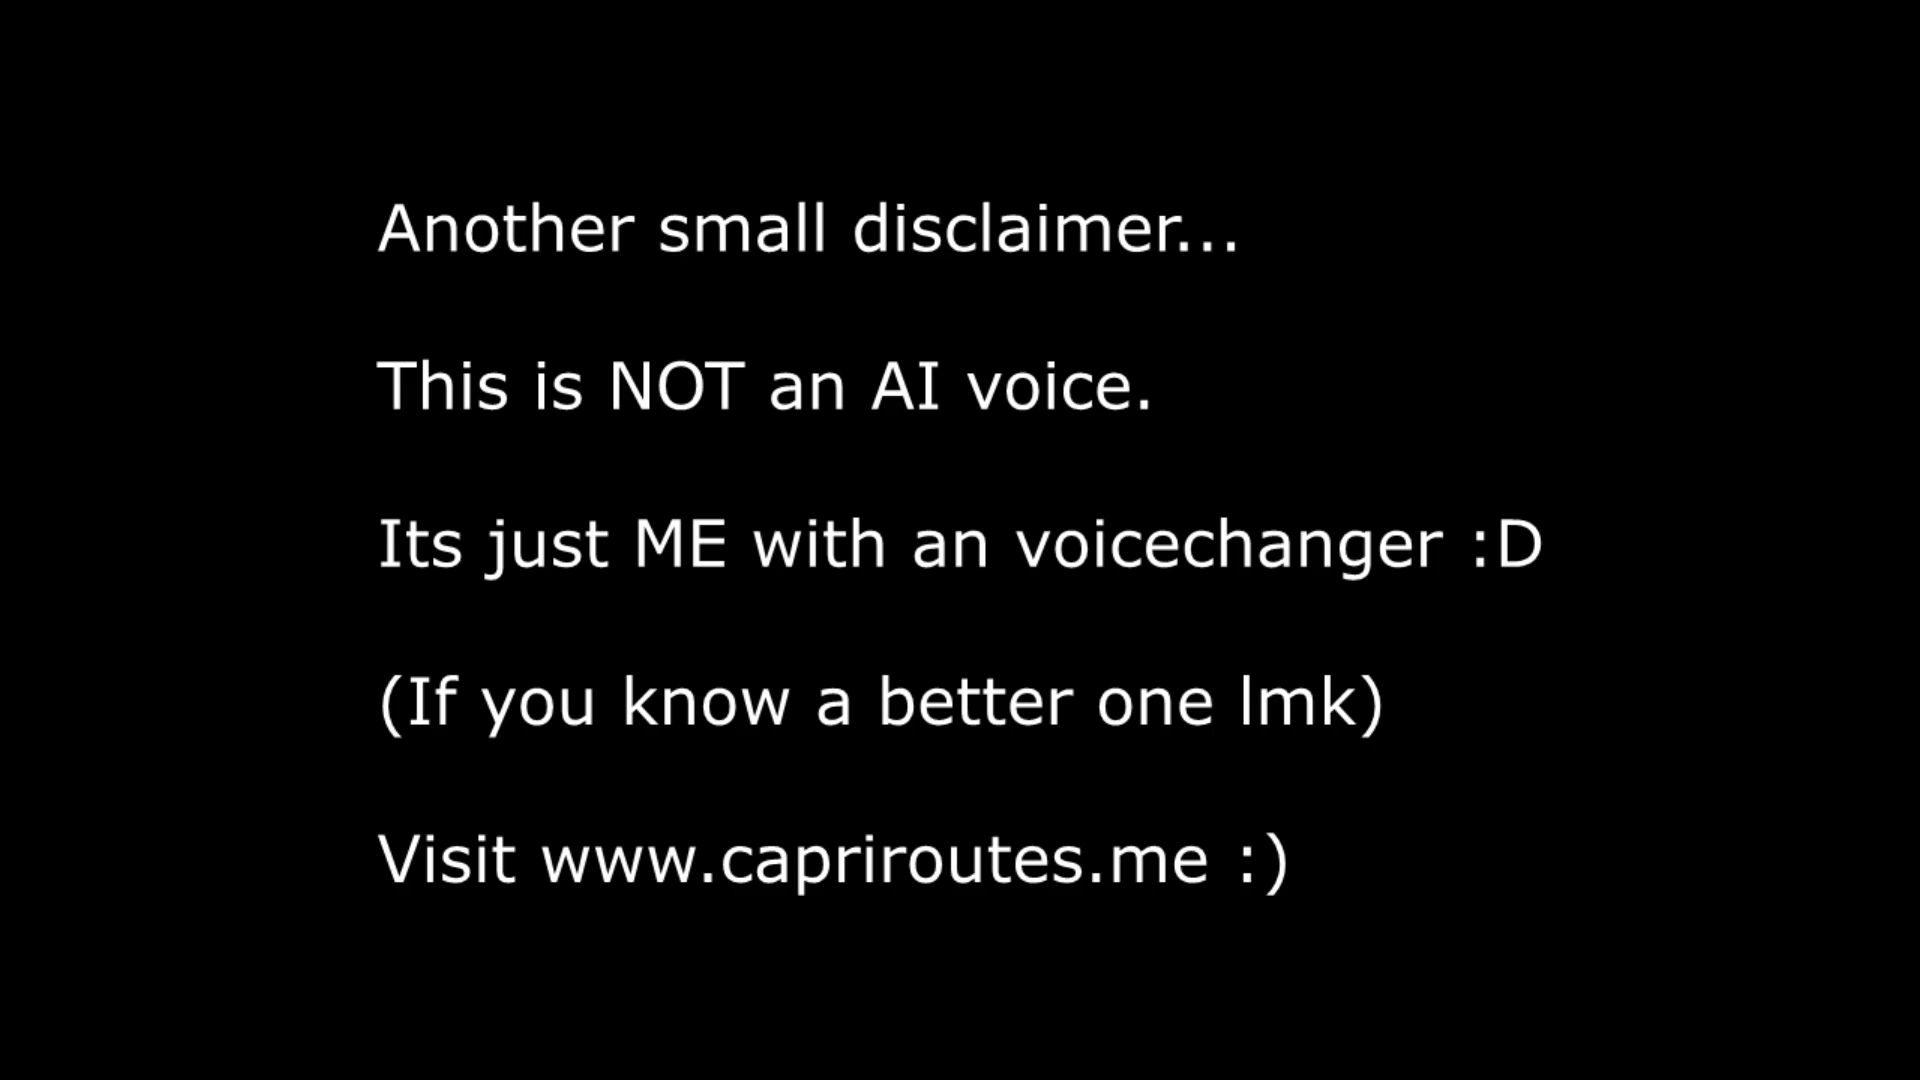 Another small disclaimer...
This is NOT an AI voice.
Its just ME with an voicechanger :D
(If you know a better one lmk)
Visit www.capriroutes.me :)